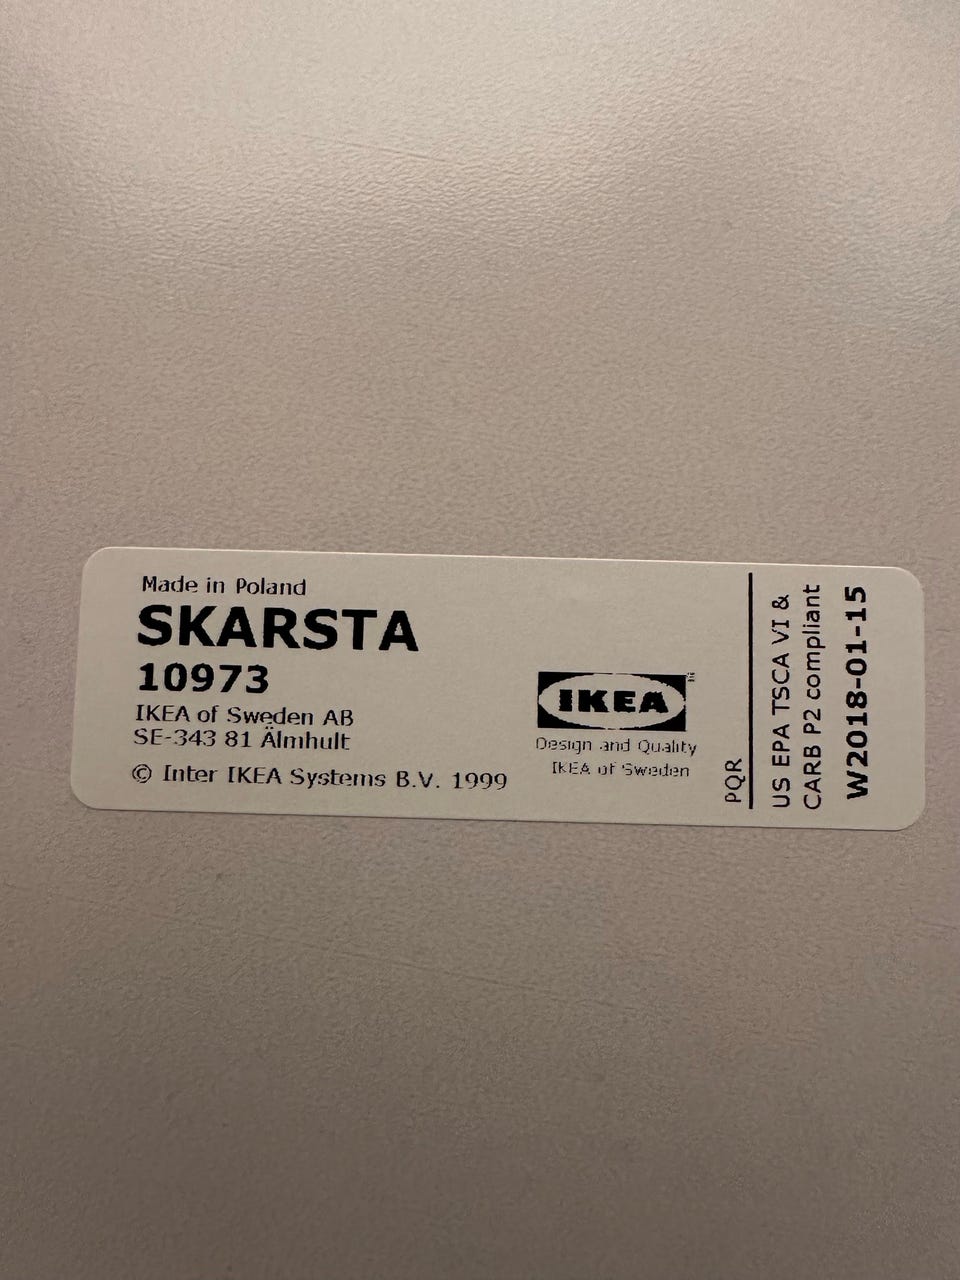 Made in Poland
SKARSTA
10973
IKEA of Sweden AB
SE-343 81 Älmhult
© Inter IKEA Systems B.V. 1999
IKEA
Design and Quality
IKEA of Sweden
PQR
US EPA TSCA VI &
CARB P2 compliant
W2018-01-15